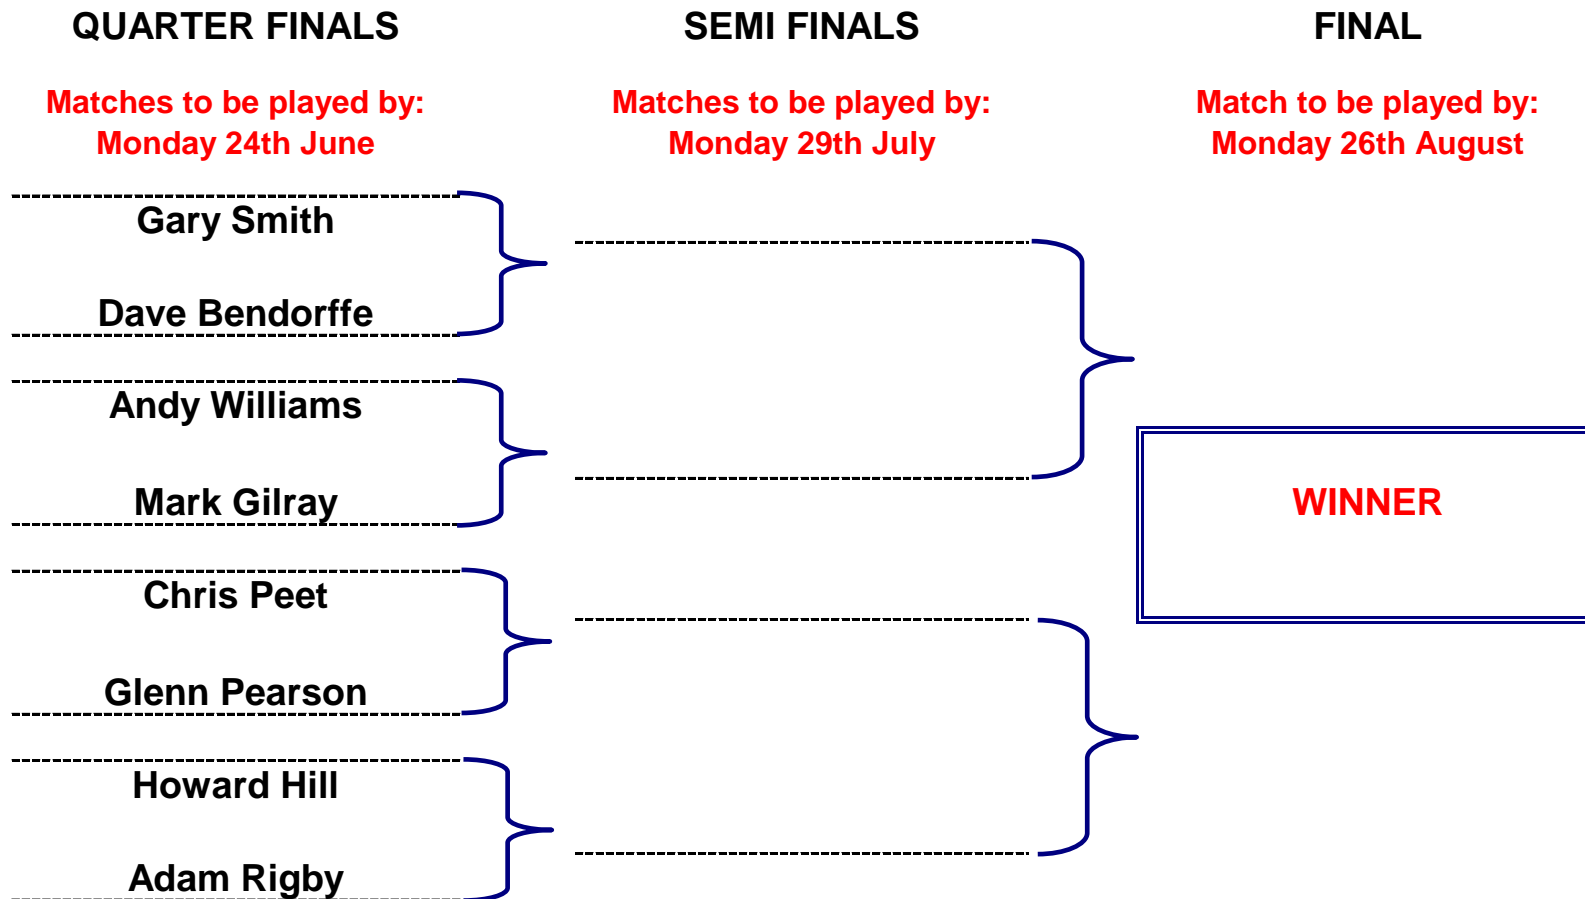 QUARTER FINALS
SEMI FINALS
FINAL
Matches to be played by:
Monday 24th June
Matches to be played by:
Monday 29th July
Match to be played by:
Monday 26th August
Gary Smith
Dave Bendorffe
Andy Williams
Mark Gilray
Chris Peet
Glenn Pearson
Howard Hill
Adam Rigby
WINNER